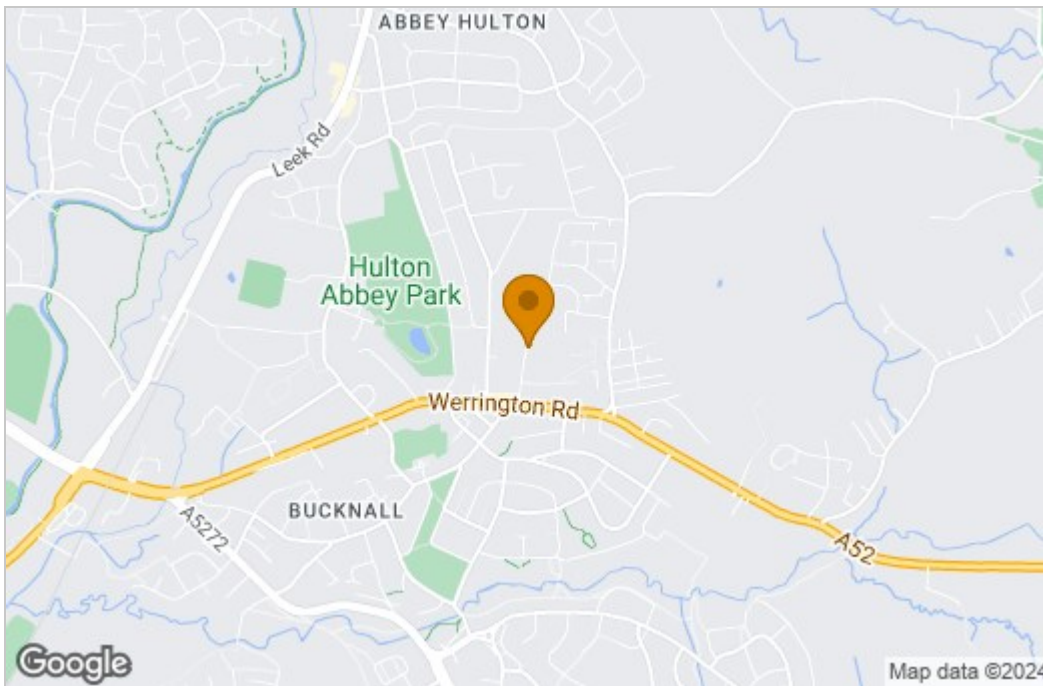 ABBEY HULTON
Leek Rd
Hulton
Abbey Park
Werrington Rd
BUCKNALL
A5272
A52
Google
Map data ©2024